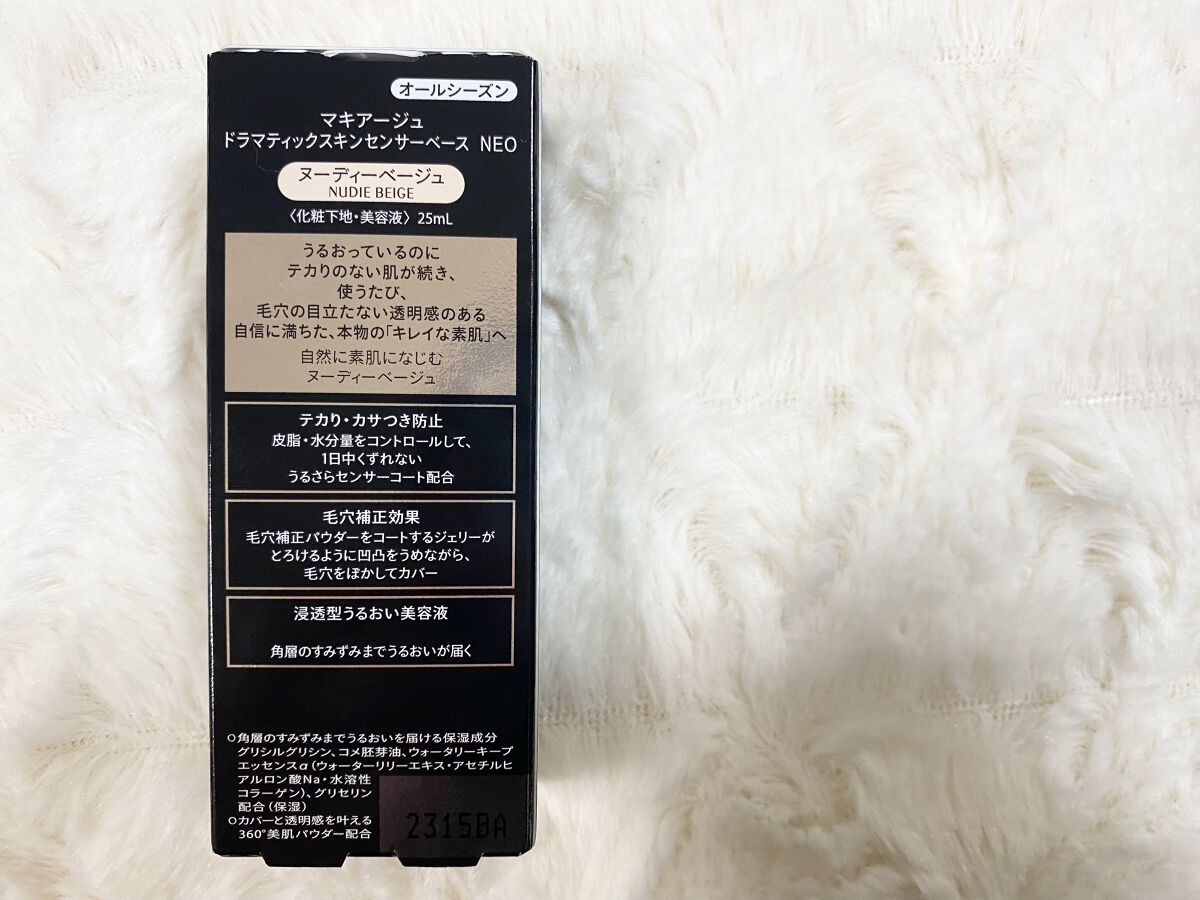 オールシーズン
マキアージュ
ドラマティックスキンセンサーベース NEO
ヌーディーベージュ
NUDIE BEIGE
〈化粧下地・美容液〉25mL
うるおっているのに
テカりのない肌が続き、
使うたび、
毛穴の目立たない透明感のある
自信に満ちた、本物の「キレイな素肌」へ
自然に素肌になじむ
ヌーディーベージュ
テカり・カサつき防止
皮脂・水分量をコントロールして、
1日中くずれない
うるさらセンサーコート配合
毛穴補正効果
毛穴補正パウダーをコートするジェリーが
とろけるように凹凸をうめながら、
毛穴をぼかしてカバー
浸透型うるおい美容液
角層のすみずみまでうるおいが届く
○角層のすみずみまでうるおいを届ける保湿成分
グリシルグリシン、コメ胚芽油、ウォータリーキープ
エッセンスα(ウォーターリリーエキス・アセチルヒ
アルロン酸Na・水溶性
コラーゲン)、グリセリン
配合(保湿)
○カバーと透明感を叶える
360°美肌パウダー配合
2315BA